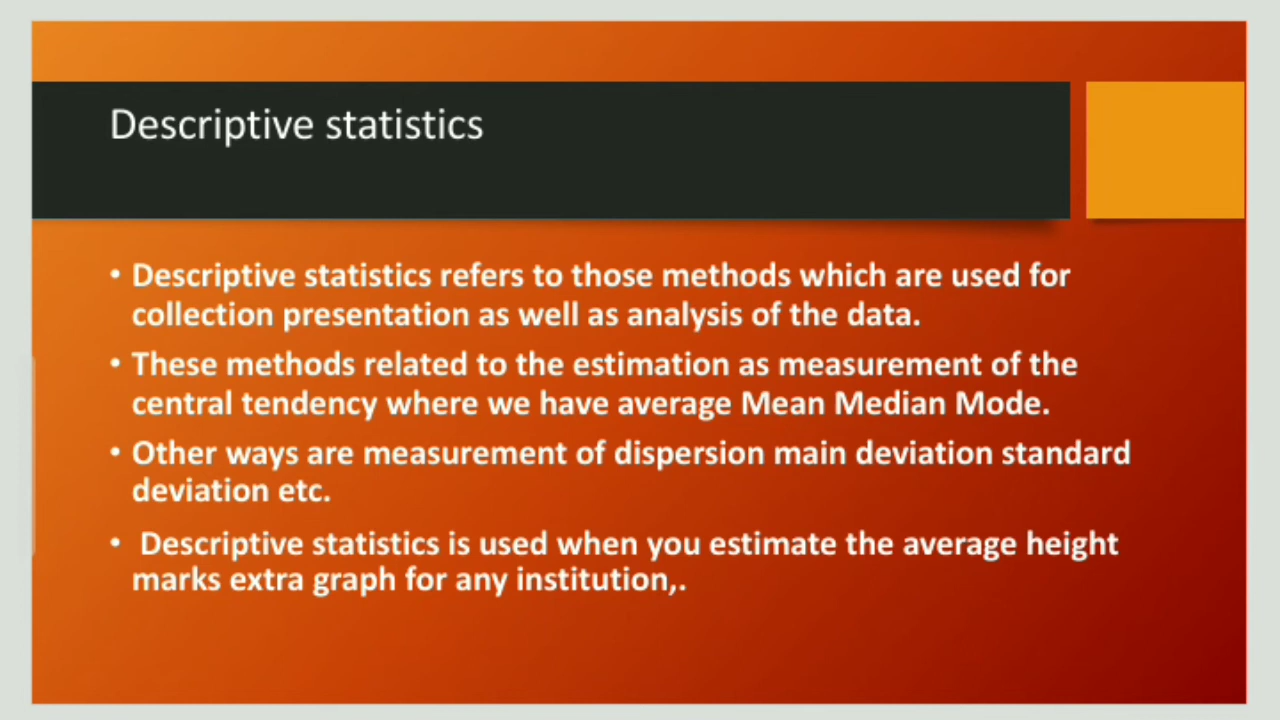 Descriptive statistics
• Descriptive statistics refers to those methods which are used for
collection presentation as well as analysis of the data.
• These methods related to the estimation as measurement of the
central tendency where we have average Mean Median Mode.
• Other ways are measurement of dispersion main deviation standard
deviation etc.
• Descriptive statistics is used when you estimate the average height
marks extra graph for any institution,.